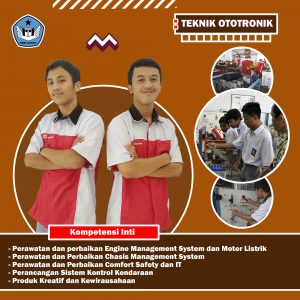 TEKNIK OTOTRONIK
Kompetensi Inti
- Perawatan dan perbaikan Engine Management System dan Motor Listrik
- Perawatan dan Perbaikan Chasis Management System
- Perawatan dan Perbaikan Comfort Safety dan IT
- Perancangan Sistem Kontrol Kendaraan
- Produk Kreatif dan Kewirausahaan